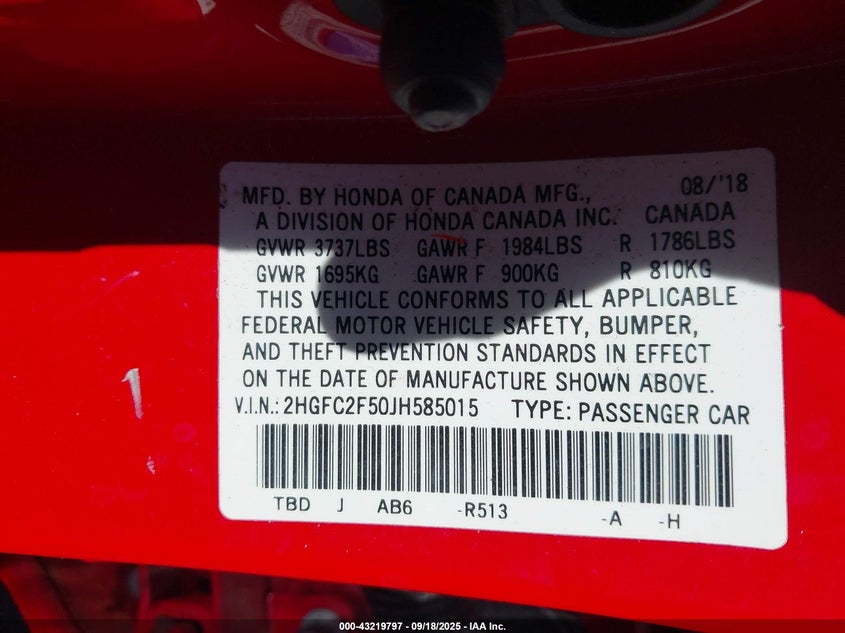 MFD. BY HONDA OF CANADA MFG., 08/'18
A DIVISION OF HONDA CANADA INC. CANADA
GVWR 3737LBS GAWR F 1984LBS R 1786LBS
GVWR 1695KG GAWR F 900KG R 810KG
THIS VEHICLE CONFORMS TO ALL APPLICABLE
FEDERAL MOTOR VEHICLE SAFETY, BUMPER,
AND THEFT PREVENTION STANDARDS IN EFFECT
ON THE DATE OF MANUFACTURE SHOWN ABOVE.
V.I.N.: 2HGFC2F50JH585015 TYPE: PASSENGER CAR
TBD J AB6 -R513 -A -H
000-43219797 - 09/18/2025 - IAA Inc.